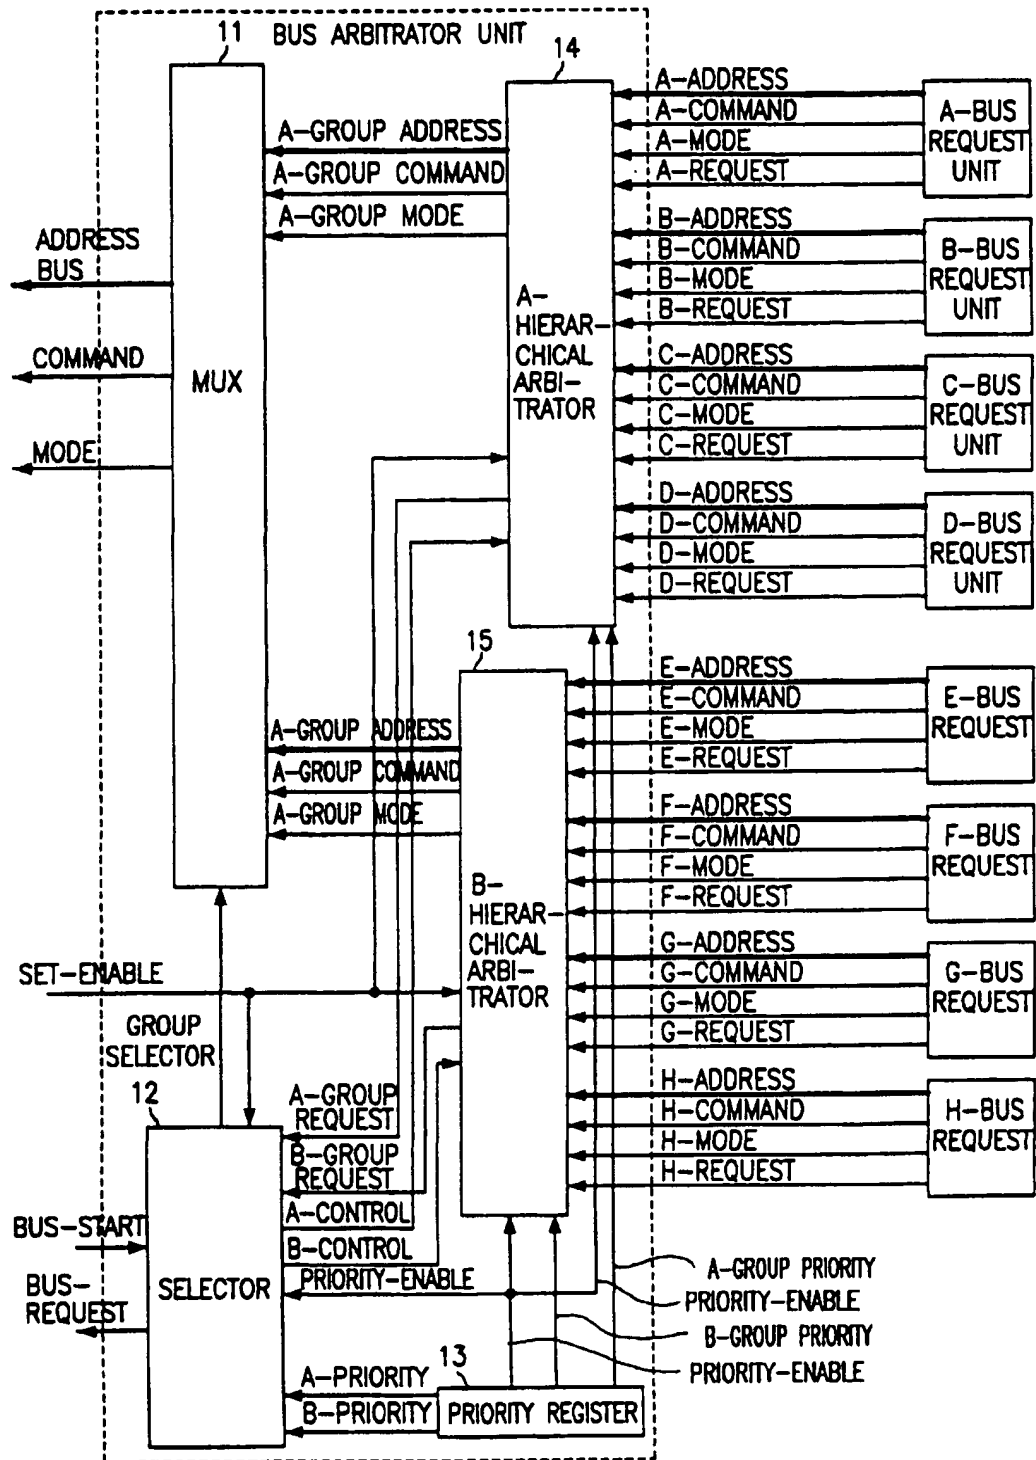 BUS ARBITRATOR UNIT
11
14
A-GROUP ADDRESS
A-GROUP COMMAND
A-GROUP MODE
ADDRESS
BUS
COMMAND
MODE
MUX
A-
HIERAR-
CHICAL
ARBI-
TRATOR
A-ADDRESS
A-COMMAND
A-MODE
A-REQUEST
A-BUS
REQUEST
UNIT
B-ADDRESS
B-COMMAND
B-MODE
B-REQUEST
B-BUS
REQUEST
UNIT
C-ADDRESS
C-COMMAND
C-MODE
C-REQUEST
C-BUS
REQUEST
UNIT
D-ADDRESS
D-COMMAND
D-MODE
D-REQUEST
D-BUS
REQUEST
UNIT
15
A-GROUP ADDRESS
A-GROUP COMMAND
A-GROUP MODE
B-
HIERAR-
CHICAL
ARBI-
TRATOR
E-ADDRESS
E-COMMAND
E-MODE
E-REQUEST
E-BUS
REQUEST
F-ADDRESS
F-COMMAND
F-MODE
F-REQUEST
F-BUS
REQUEST
G-ADDRESS
G-COMMAND
G-MODE
G-REQUEST
G-BUS
REQUEST
H-ADDRESS
H-COMMAND
H-MODE
H-REQUEST
H-BUS
REQUEST
SET-ENABLE
GROUP
SELECTOR
12
A-GROUP
REQUEST
B-GROUP
REQUEST
A-CONTROL
B-CONTROL
PRIORITY-ENABLE
BUS-START
BUS-
REQUEST
SELECTOR
A-PRIORITY
B-PRIORITY
13
PRIORITY REGISTER
A-GROUP PRIORITY
PRIORITY-ENABLE
B-GROUP PRIORITY
PRIORITY-ENABLE